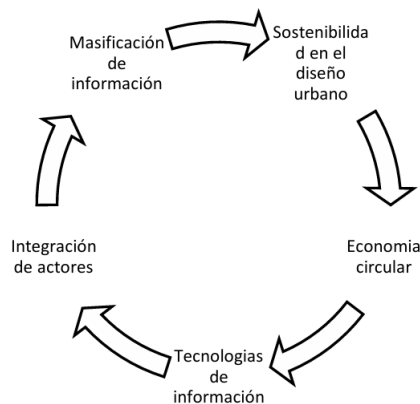 Masificación
de
información
Sostenibilida
d en el
diseño
urbano
Economia
circular
Tecnologias
de
información
Integración
de actores